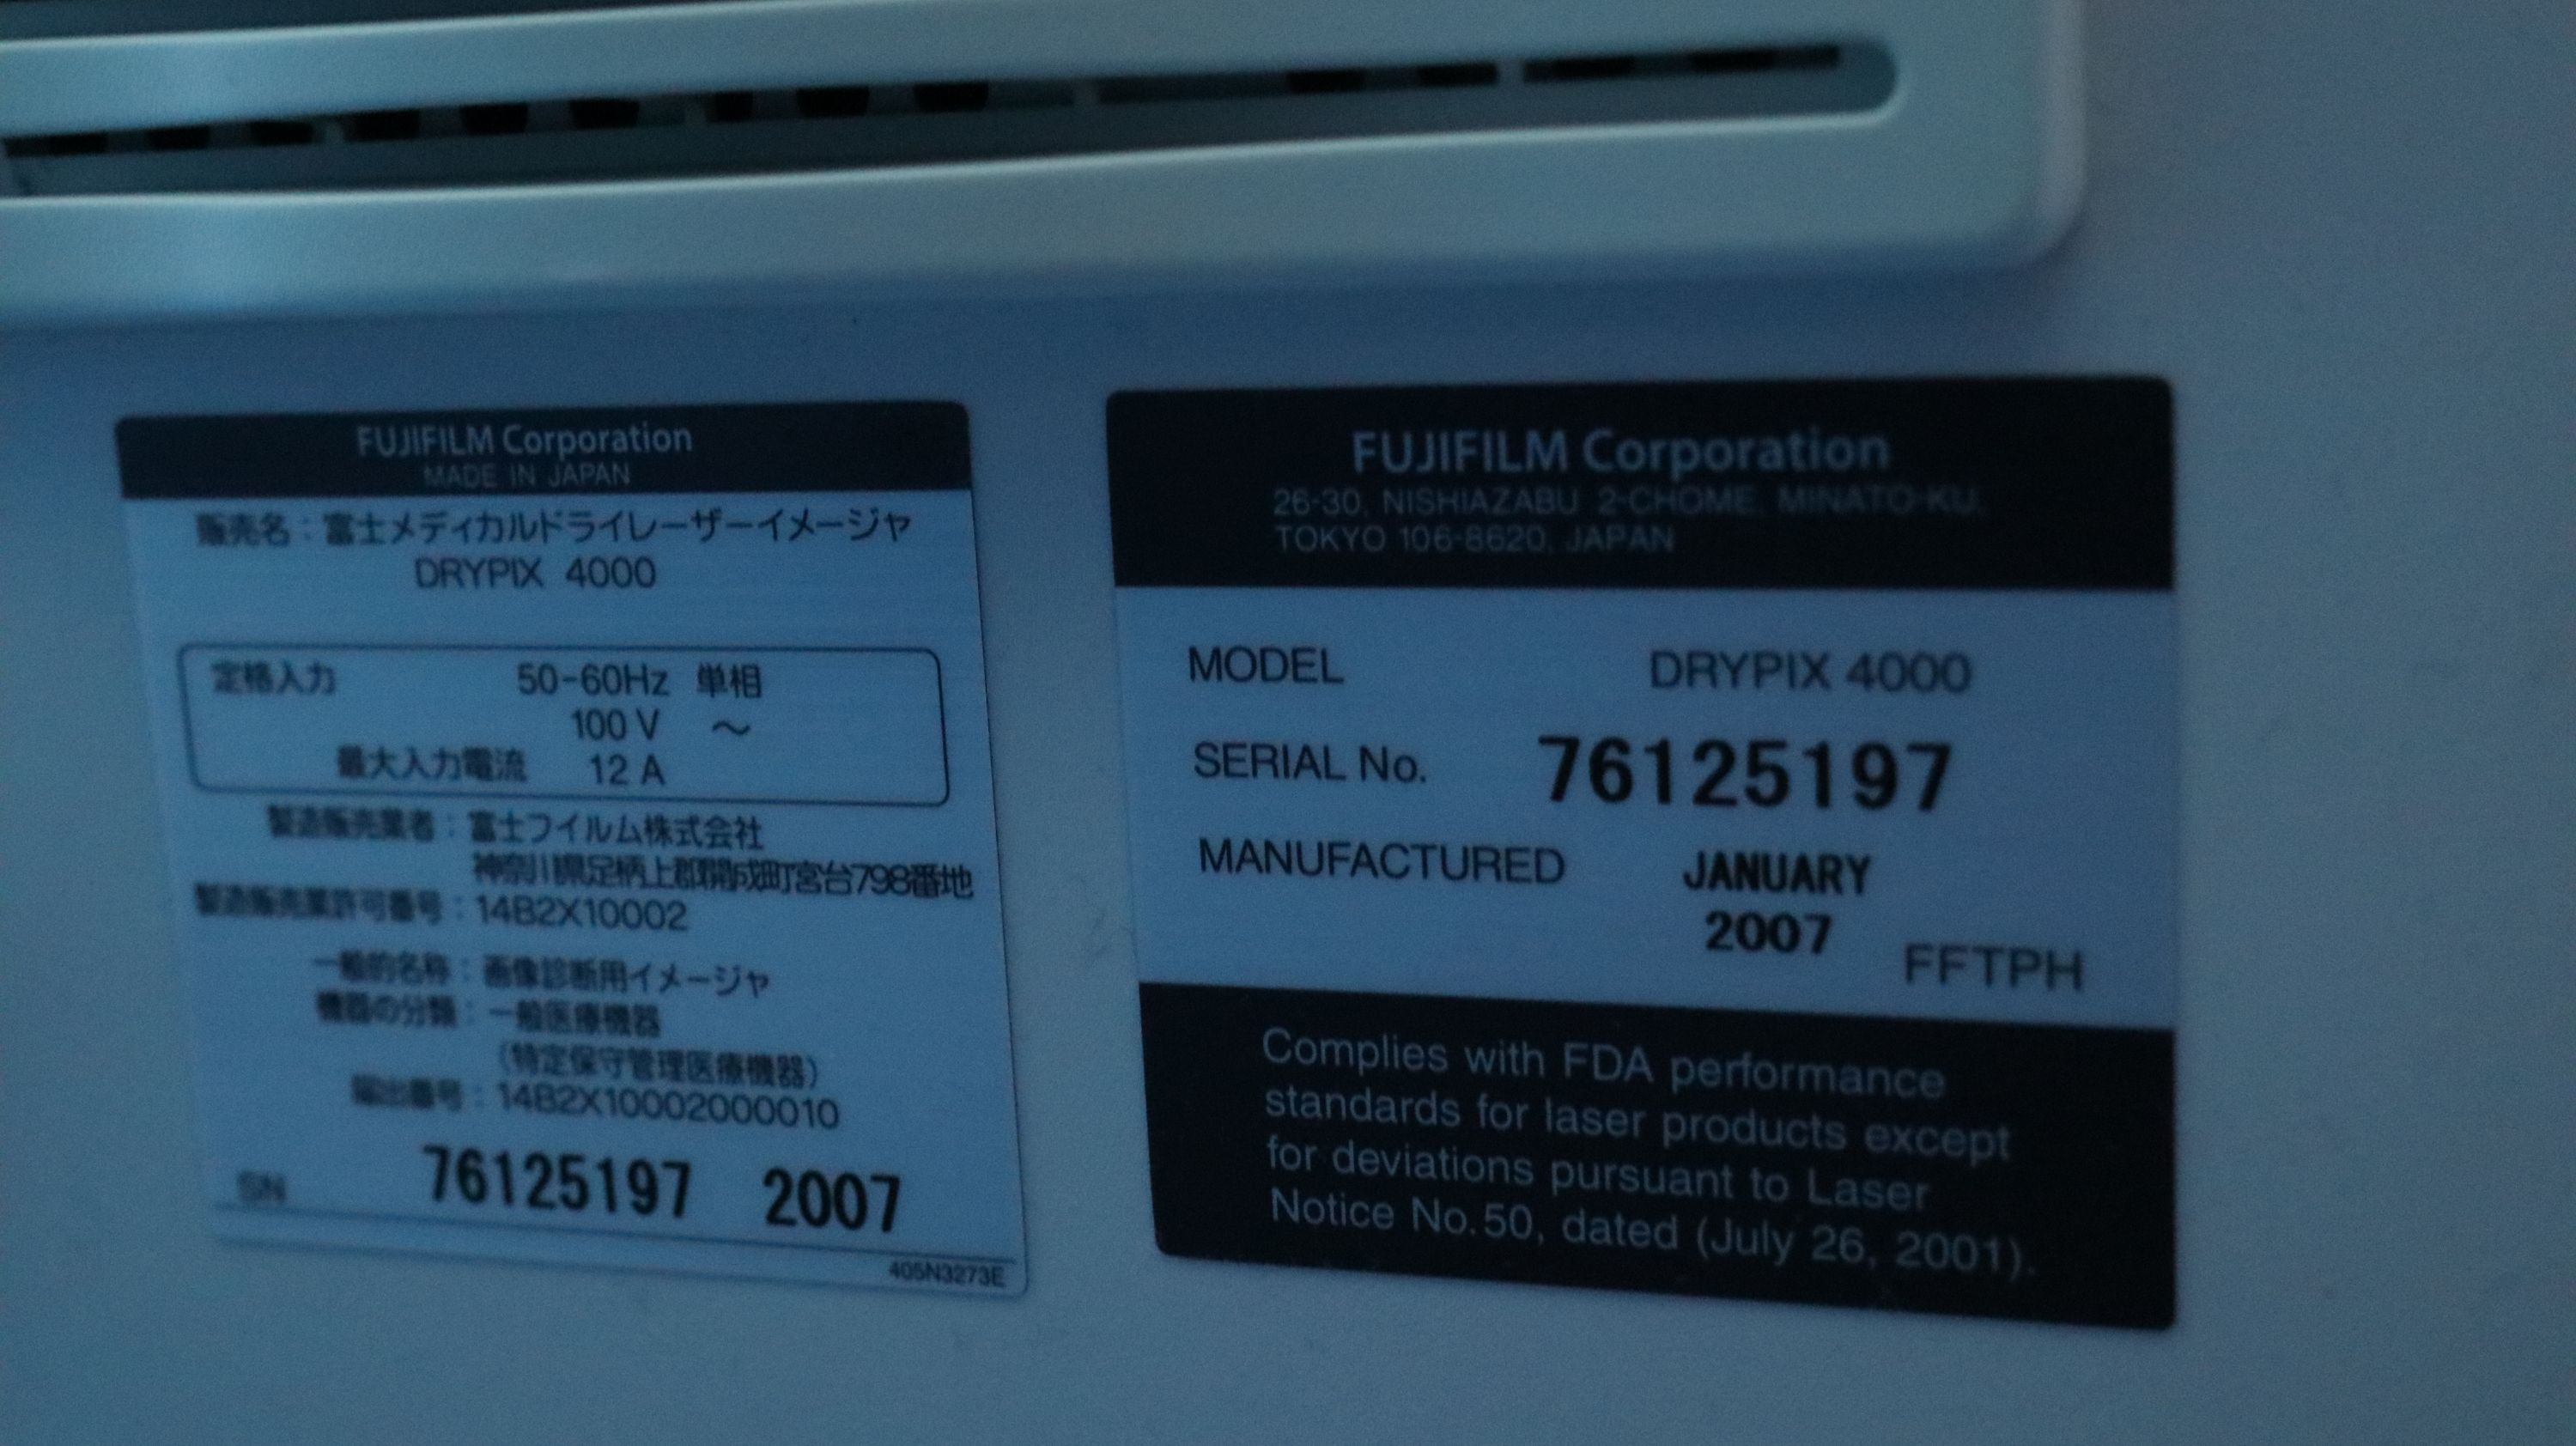 FUJIFILM Corporation
MADE IN JAPAN
販売名：富士メディカルドライレーザーイメージャ
DRYPIX 4000
定格入力 50-60Hz 単相
100 V ～
最大入力電流 12 A
製造販売業者：富士フイルム株式会社
神奈川県足柄上郡開成町宮台798番地
製造販売業許可番号：14B2X10002
一般的名称：画像診断用イメージャ
機器の分類：一般医療機器
（特定保守管理医療機器）
届出番号：14B2X10002000010
SN 76125197 2007
405N3273E
FUJIFILM Corporation
26-30, NISHIAZABU 2-CHOME, MINATO-KU,
TOKYO 106-8620, JAPAN
MODEL DRYPIX 4000
SERIAL No. 76125197
MANUFACTURED JANUARY
2007
FFTPH
Complies with FDA performance
standards for laser products except
for deviations pursuant to Laser
Notice No.50, dated (July 26, 2001).